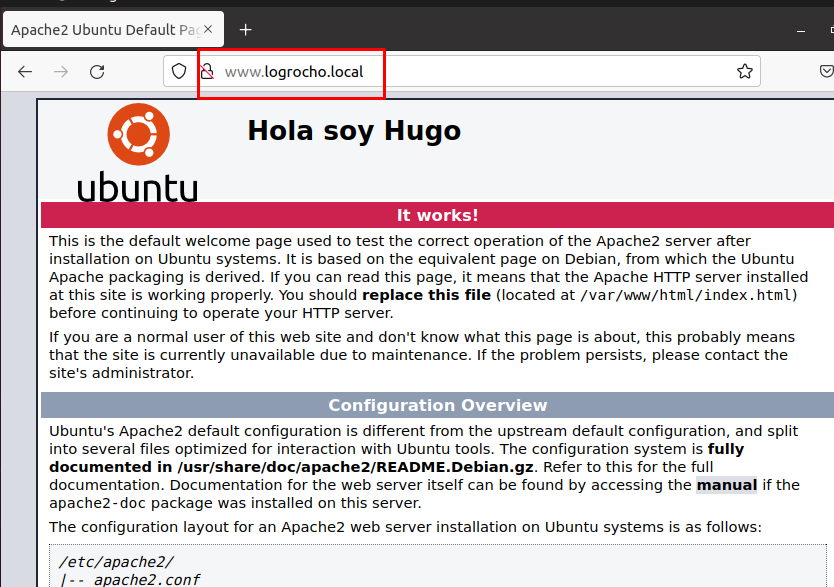 Apache2 Ubuntu Default Pag
www.logrocho.local
ubuntu
Hola soy Hugo
It works!
This is the default welcome page used to test the correct operation of the Apache2 server after
installation on Ubuntu systems. It is based on the equivalent page on Debian, from which the Ubuntu
Apache packaging is derived. If you can read this page, it means that the Apache HTTP server installed
at this site is working properly. You should replace this file (located at /var/www/html/index.html)
before continuing to operate your HTTP server.
If you are a normal user of this web site and don't know what this page is about, this probably means
that the site is currently unavailable due to maintenance. If the problem persists, please contact the
site's administrator.
Configuration Overview
Ubuntu's Apache2 default configuration is different from the upstream default configuration, and split
into several files optimized for interaction with Ubuntu tools. The configuration system is fully
documented in /usr/share/doc/apache2/README.Debian.gz. Refer to this for the full
documentation. Documentation for the web server itself can be found by accessing the manual if the
apache2-doc package was installed on this server.
The configuration layout for an Apache2 web server installation on Ubuntu systems is as follows:
/etc/apache2/
|-- apache2.conf